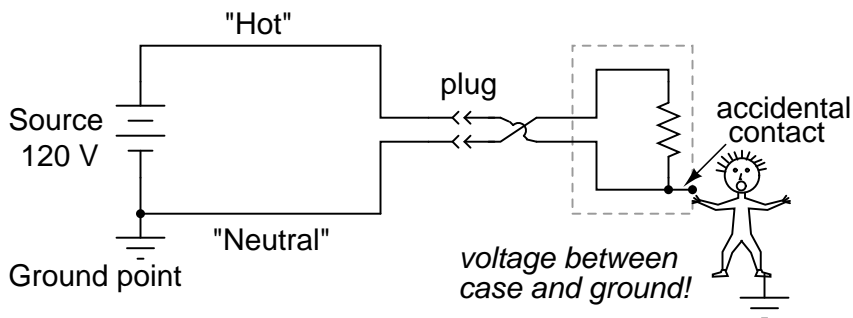 "Hot"
plug
Source
120 V
accidental
contact
"Neutral"
Ground point
voltage between
case and ground!